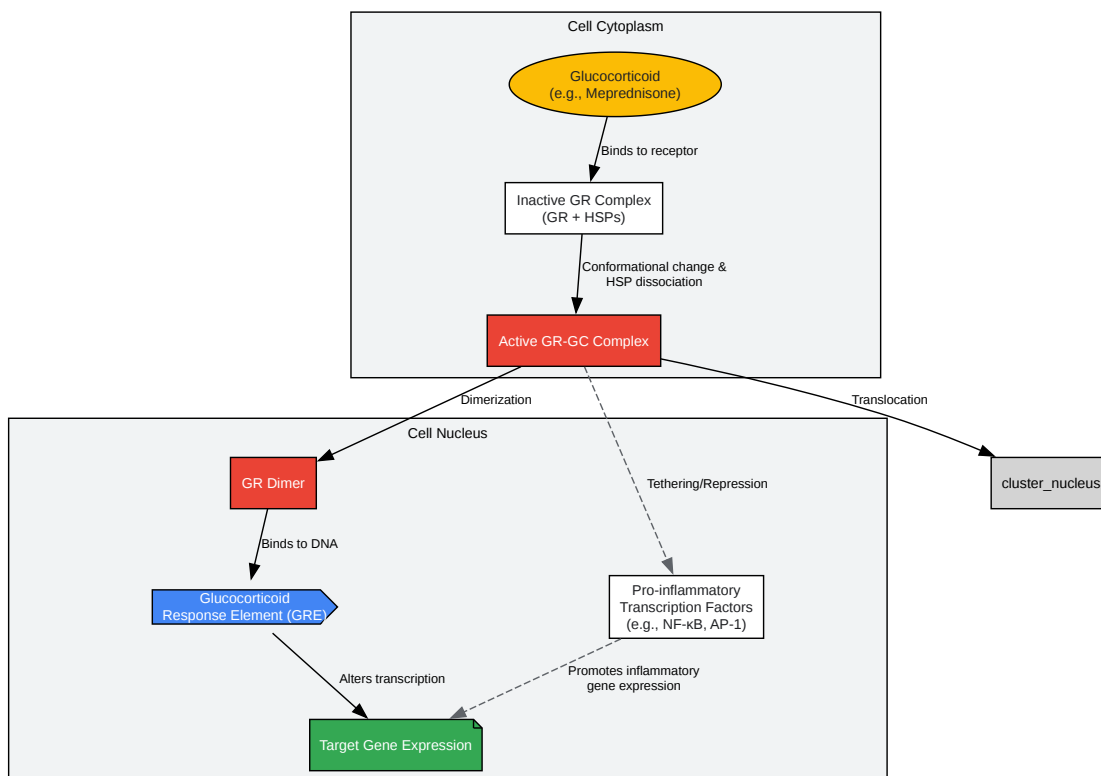 Cell Cytoplasm
Glucocorticoid
(e.g., Meprednisone)
Binds to receptor
Inactive GR Complex
(GR + HSPs)
Conformational change &
HSP dissociation
Active GR-GC Complex
Dimerization
Translocation
Cell Nucleus
GR Dimer
Tethering/Repression
cluster_nucleus
Binds to DNA
Pro-inflammatory
Transcription Factors
(e.g., NF-κB, AP-1)
Glucocorticoid
Response Element (GRE)
Alters transcription
Promotes inflammatory
gene expression
Target Gene Expression